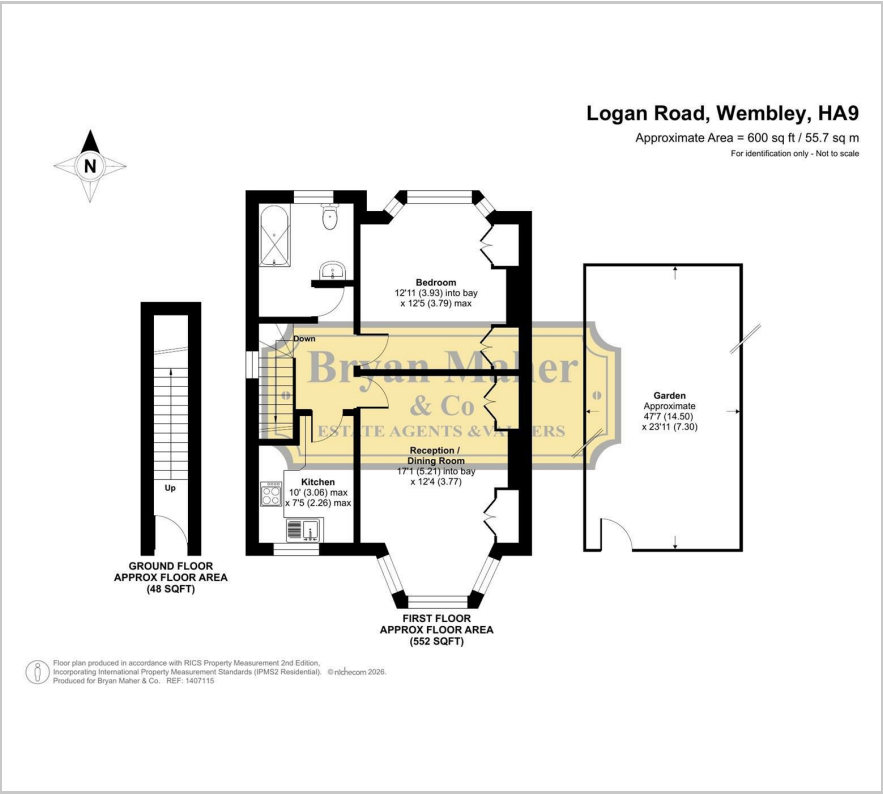 Logan Road, Wembley, HA9
Approximate Area = 600 sq ft / 55.7 sq m
For identification only - Not to scale
N
Bedroom
12'11 (3.93) into bay
x 12'5 (3.79) max
Down
Bryan Maher
& Co
ESTATE AGENTS & VALUERS
Reception /
Dining Room
17'1 (5.21) into bay
x 12'4 (3.77)
Kitchen
10' (3.06) max
x 7'5 (2.26) max
Garden
Approximate
47'7 (14.50)
x 23'11 (7.30)
Up
GROUND FLOOR
APPROX FLOOR AREA
(48 SQFT)
FIRST FLOOR
APPROX FLOOR AREA
(552 SQFT)
Floor plan produced in accordance with RICS Property Measurement 2nd Edition,
Incorporating International Property Measurement Standards (IPMS2 Residential). © nichecom 2026.
Produced for Bryan Maher & Co. REF: 1407115